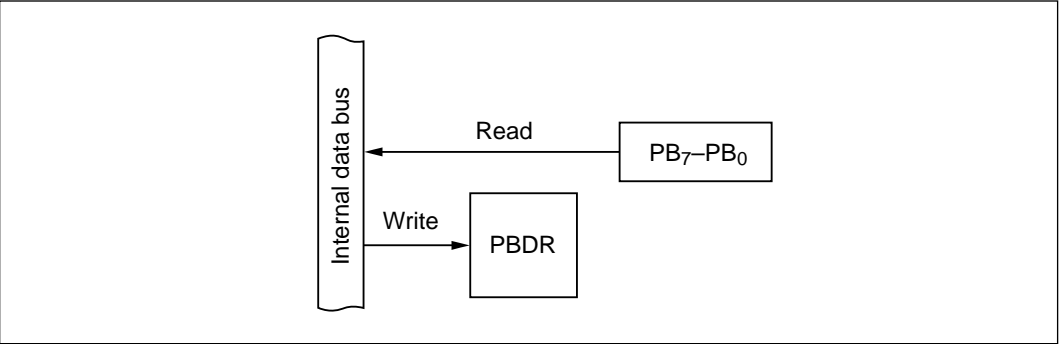 Internal data bus
Read
PB7–PB0
Write
PBDR